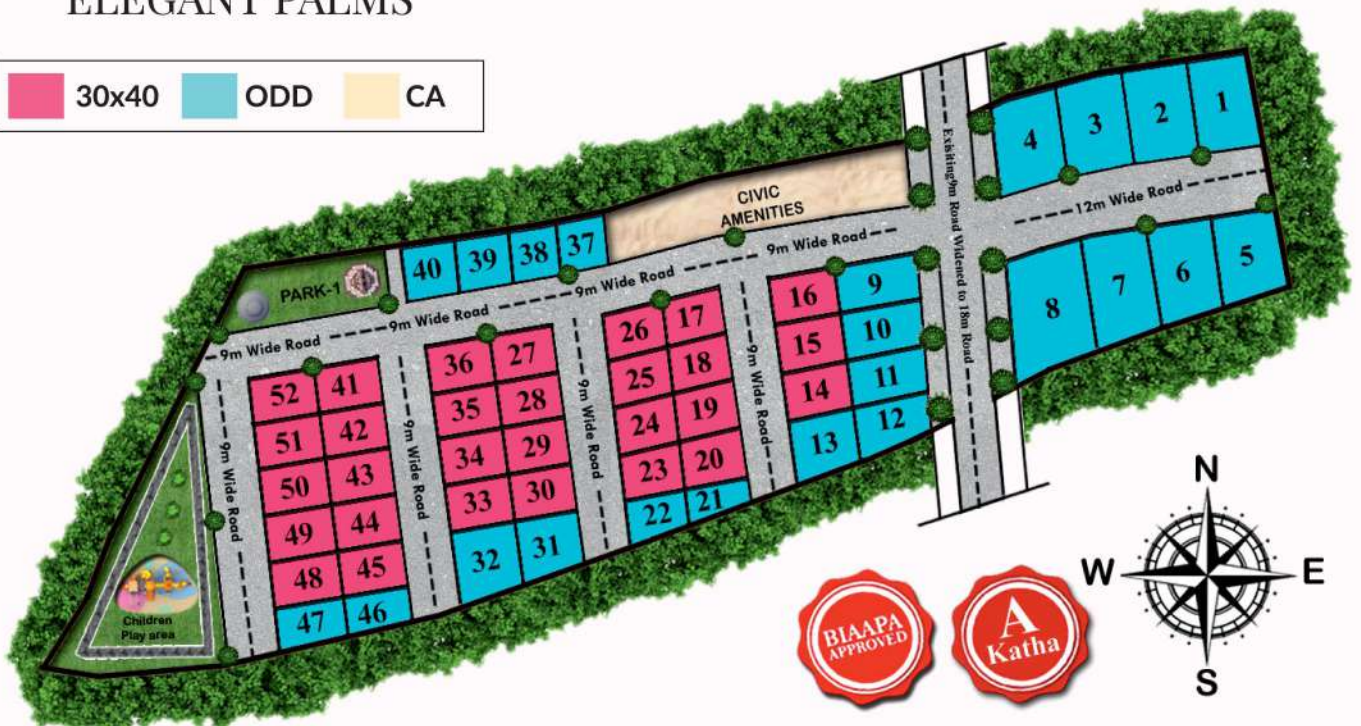 ELEGANT PALMS
30x40 ODD CA
4 3 2 1
12m Wide Road
8 7 6 5
Exisiting9m Road Widened to 18m Road
CIVIC
AMENITIES
9m Wide Road
9m Wide Road
9m Wide Road
9m Wide Road
PARK-1
40 39 38 37
16 9
15 10
14 11
13 12
9m Wide Road
26 17
25 18
24 19
23 20
22 21
9m Wide Road
36 27
35 28
34 29
33 30
32 31
9m Wide Road
52 41
51 42
50 43
49 44
48 45
47 46
9m Wide Road
Children
Play area
BIAAPA
APPROVED
A
Katha
N
W E
S